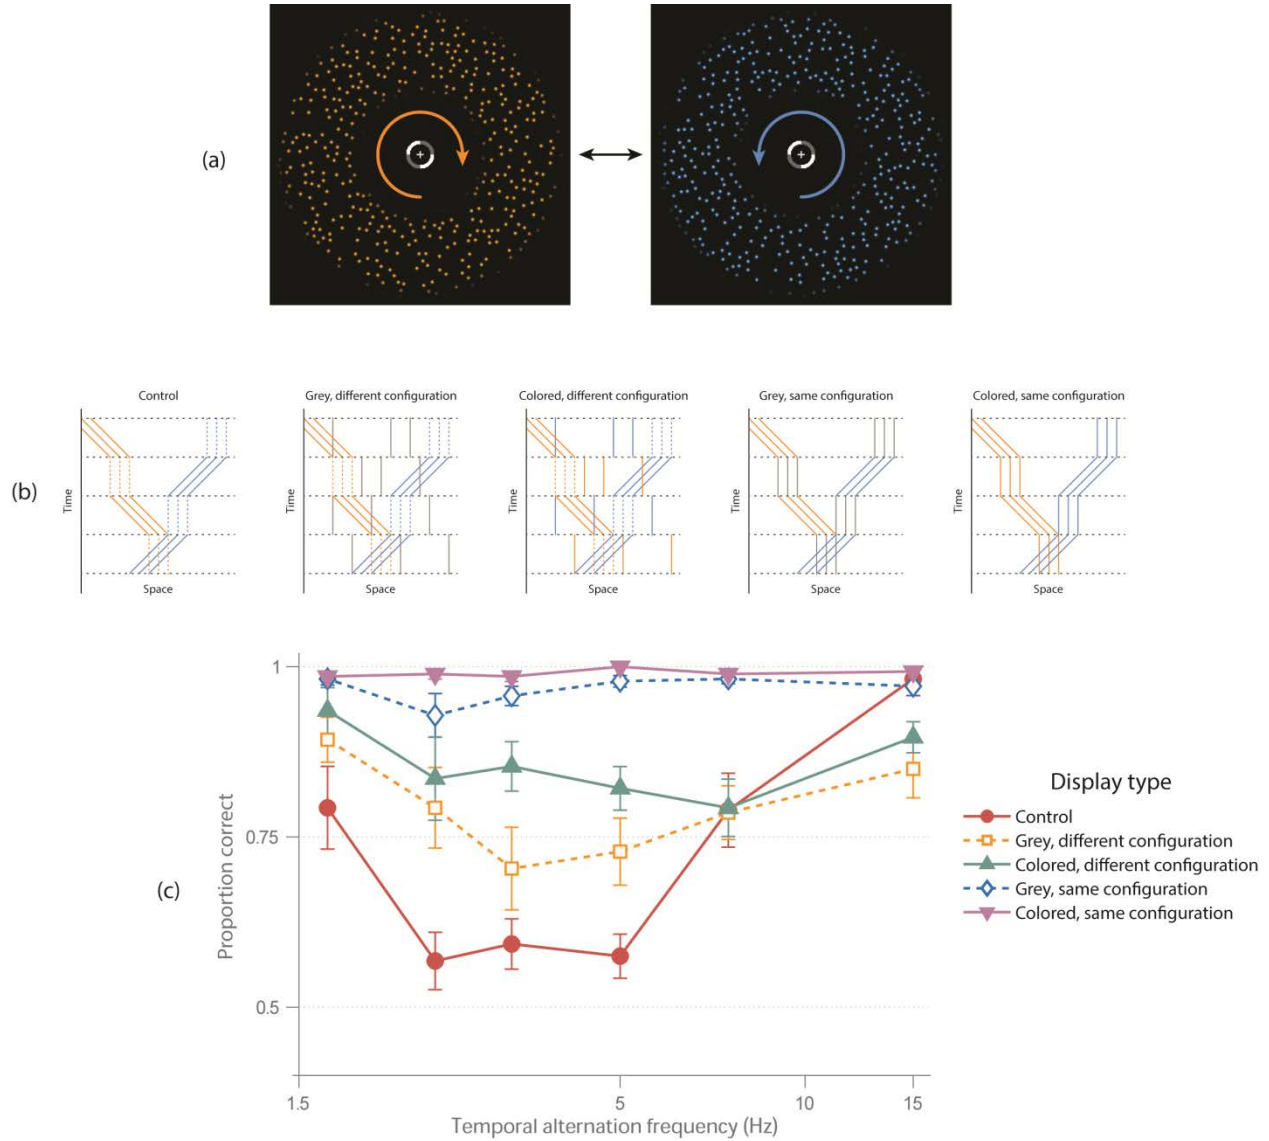 (a)
Control
Grey, different configuration
Colored, different configuration
Grey, same configuration
Colored, same configuration
(b)
Time
Time
Time
Time
Time
Space
Space
Space
Space
Space
(c)
Proportion correct
1
0.75
0.5
1.5
5
10
15
Temporal alternation frequency (Hz)
Display type
Control
Grey, different configuration
Colored, different configuration
Grey, same configuration
Colored, same configuration